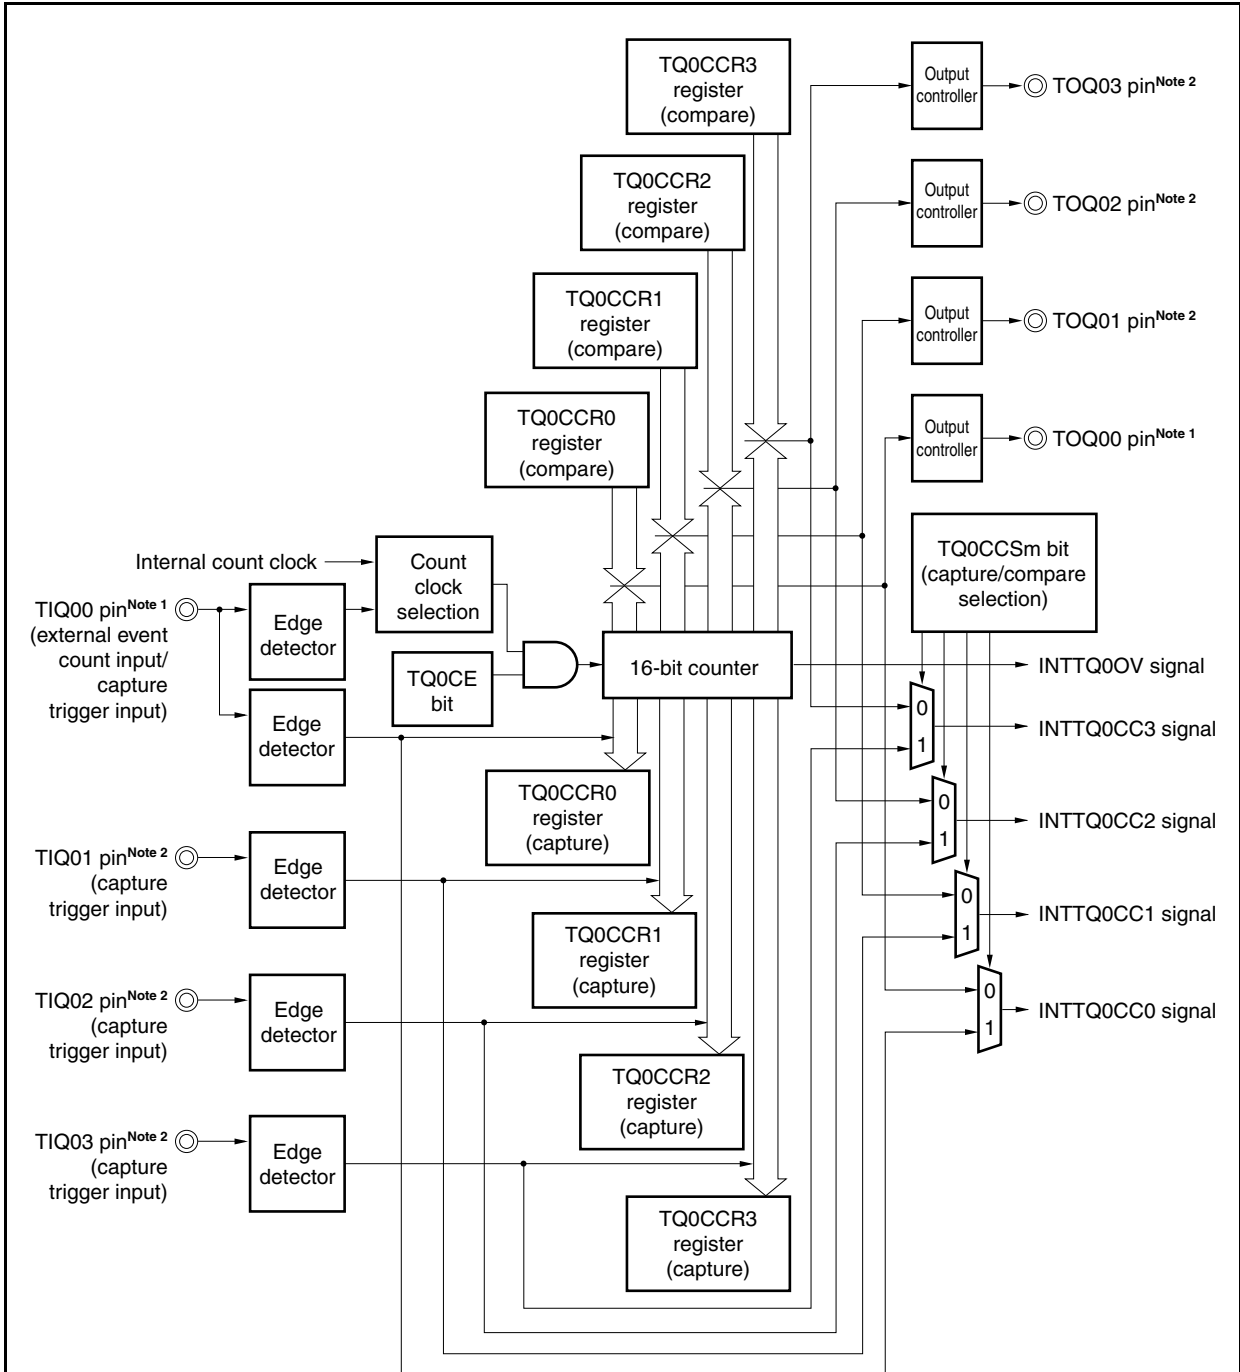 TQ0CCR3
register
(compare)
Output
controller
TOQ03 pinNote 2
TQ0CCR2
register
(compare)
Output
controller
TOQ02 pinNote 2
TQ0CCR1
register
(compare)
Output
controller
TOQ01 pinNote 2
TQ0CCR0
register
(compare)
Output
controller
TOQ00 pinNote 1
Internal count clock
Count
clock
selection
TQ0CCSm bit
(capture/compare
selection)
TIQ00 pinNote 1
(external event
count input/
capture
trigger input)
Edge
detector
TQ0CE
bit
16-bit counter
INTTQ0OV signal
Edge
detector
0
1
INTTQ0CC3 signal
TQ0CCR0
register
(capture)
0
1
INTTQ0CC2 signal
TIQ01 pinNote 2
(capture
trigger input)
Edge
detector
0
1
INTTQ0CC1 signal
TQ0CCR1
register
(capture)
TIQ02 pinNote 2
(capture
trigger input)
Edge
detector
0
1
INTTQ0CC0 signal
TQ0CCR2
register
(capture)
TIQ03 pinNote 2
(capture
trigger input)
Edge
detector
TQ0CCR3
register
(capture)